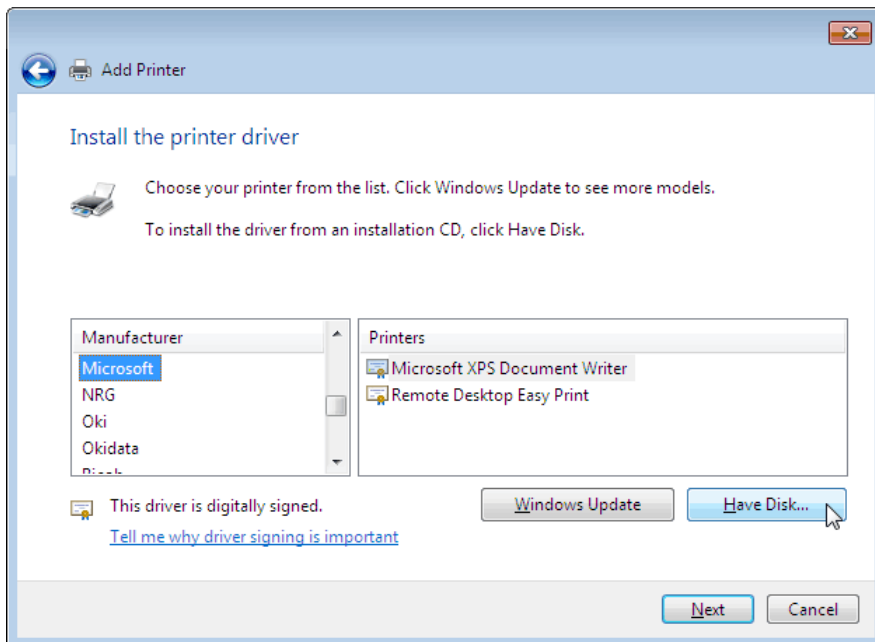 Add Printer
Install the printer driver
Choose your printer from the list. Click Windows Update to see more models.
To install the driver from an installation CD, click Have Disk.
Manufacturer
Microsoft
NRG
Oki
Okidata
Printers
Microsoft XPS Document Writer
Remote Desktop Easy Print
This driver is digitally signed.
Tell me why driver signing is important
Windows Update
Have Disk...
Next
Cancel